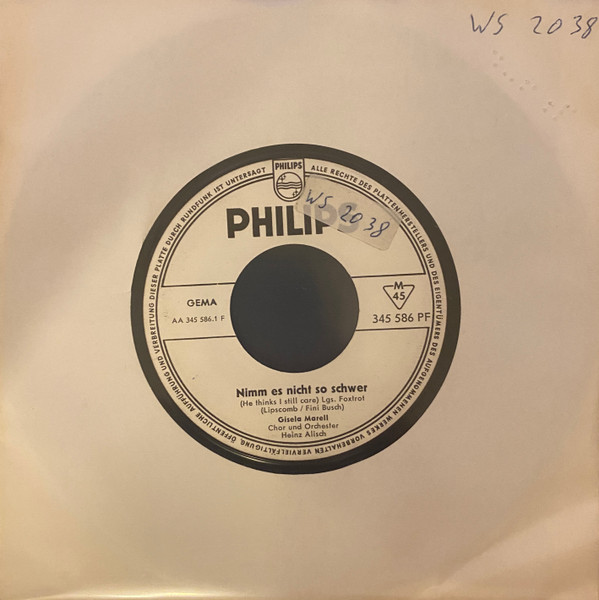 WS 2038
ALLE RECHTE DES PLATTENHERSTELLERS UND DES EIGENTÜMERS DES AUFGENOMMENEN WERKES VORBEHALTEN
VERVIELFÄLTIGUNG, ÖFFENTLICHE AUFFÜHRUNG UND VERBREITUNG DIESER PLATTE DURCH RUNDFUNK IST UNTERSAGT
PHILIPS
PHILIPS
WS 2038
GEMA
M
45
AA 345 586.1 F
345 586 PF
Nimm es nicht so schwer
(He thinks I still care) Lgs. Foxtrot
(Lipscomb / Fini Busch)
Gisela Marell
Chor und Orchester
Heinz Alisch